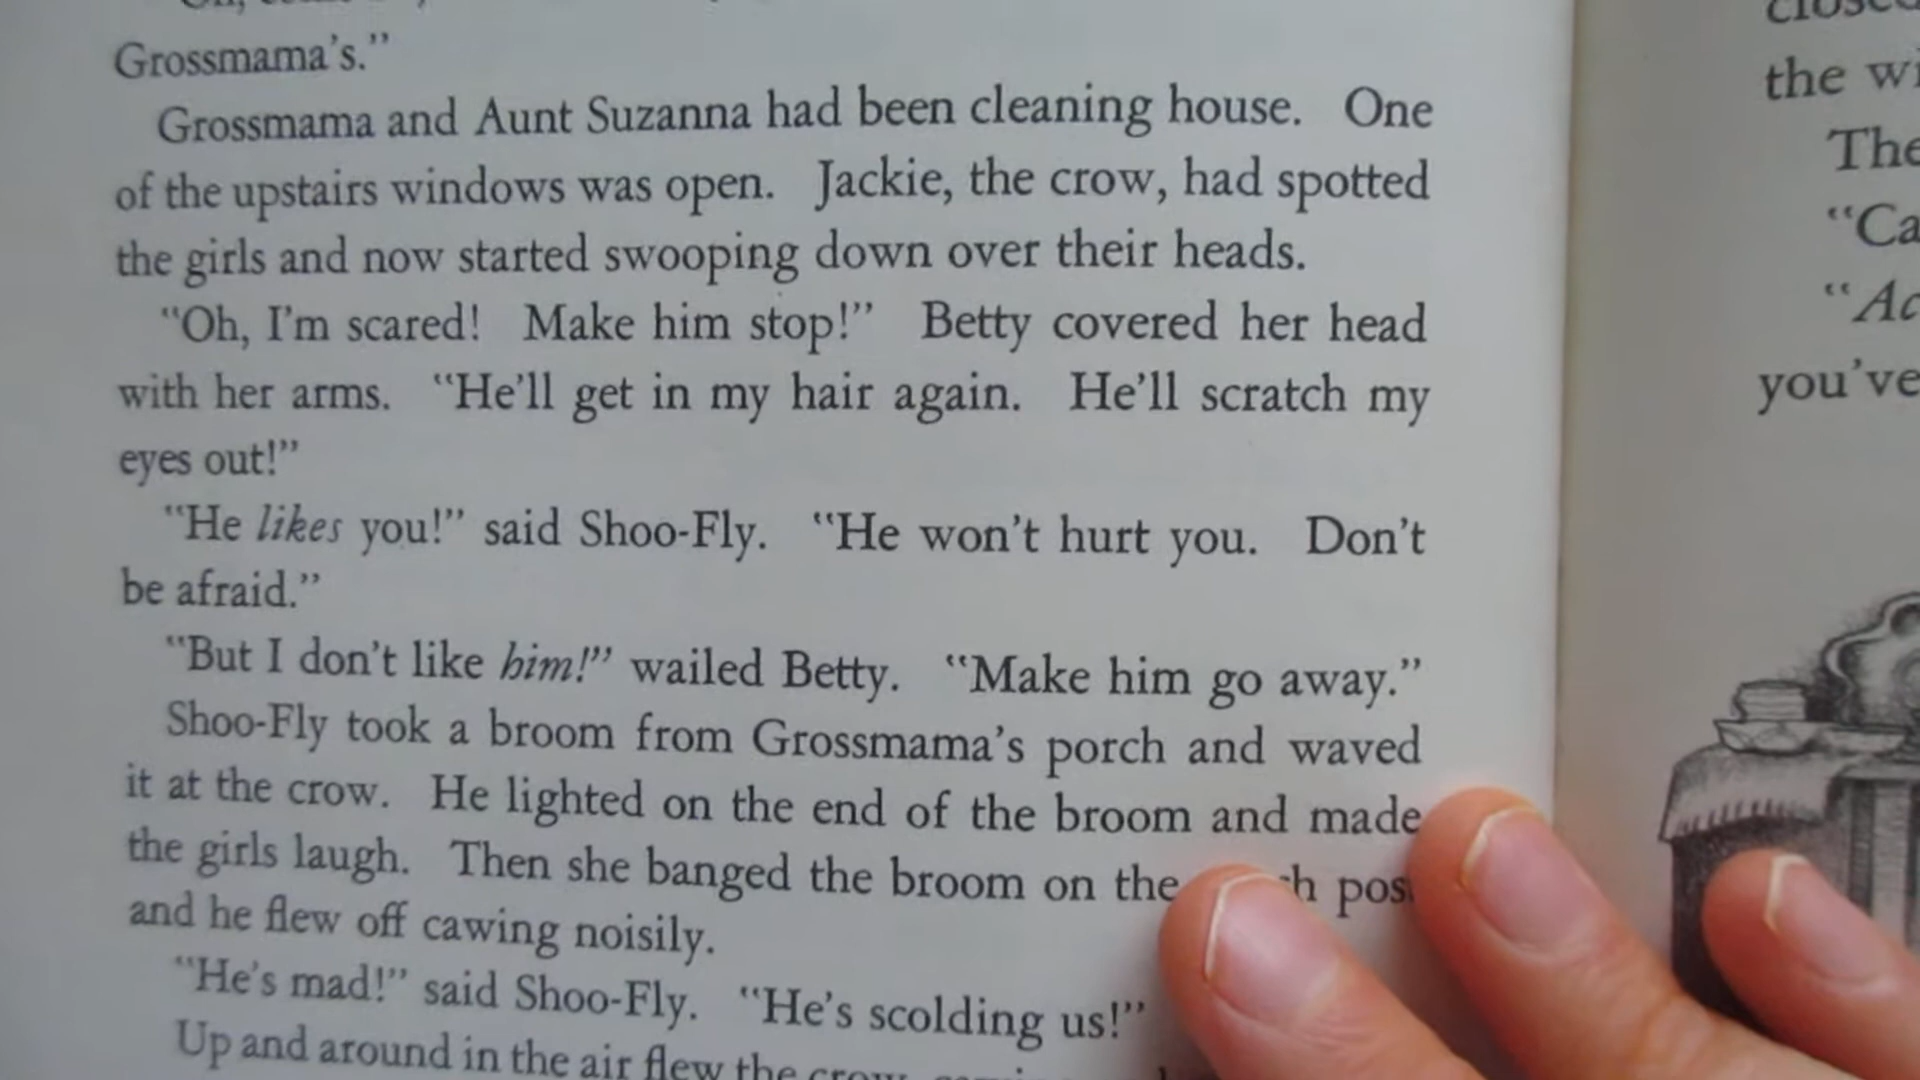 Grossmama's."
Grossmama and Aunt Suzanna had been cleaning house. One
of the upstairs windows was open. Jackie, the crow, had spotted
the girls and now started swooping down over their heads.
"Oh, I'm scared! Make him stop!" Betty covered her head
with her arms. "He'll get in my hair again. He'll scratch my
eyes out!"
"He likes you!" said Shoo-Fly. "He won't hurt you. Don't
be afraid."
"But I don't like him!" wailed Betty. "Make him go away."
Shoo-Fly took a broom from Grossmama's porch and waved
it at the crow. He lighted on the end of the broom and made
the girls laugh. Then she banged the broom on the
and he flew off cawing noisily.
"He's mad!" said Shoo-Fly. "He's scolding us!"
Up and around in the air flew the crow,
the
you've